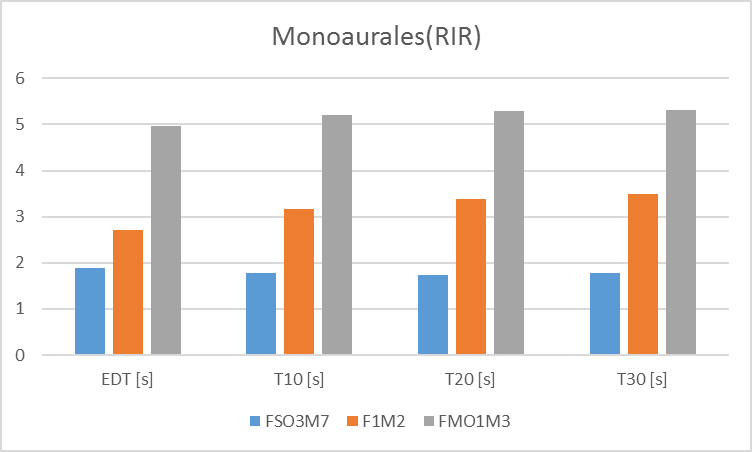 Monoaurales(RIR)
6
5
4
3
2
1
0
EDT [s] T10 [s] T20 [s] T30 [s]
FSO3M7 F1M2 FMO1M3